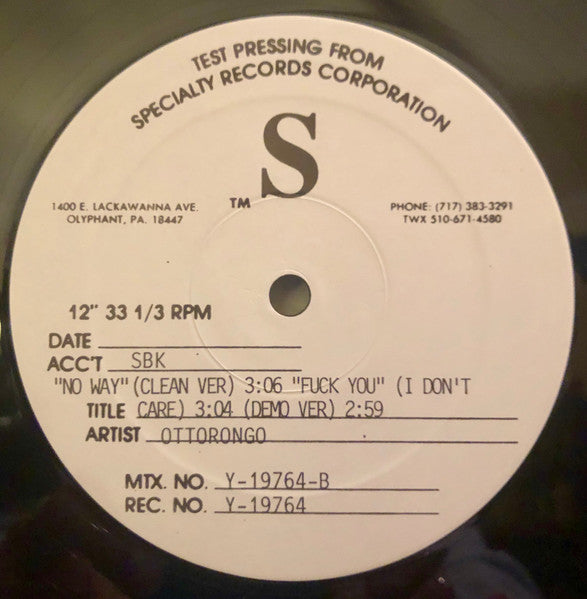 TEST PRESSING FROM
SPECIALTY RECORDS CORPORATION
S
TM
1400 E. LACKAWANNA AVE.
OLYPHANT, PA. 18447
PHONE: (717) 383-3291
TWX 510-671-4580
12" 33 1/3 RPM
DATE
ACC'T SBK
"NO WAY"(CLEAN VER) 3:06 "FUCK YOU" (I DON'T
TITLE CARE) 3:04 (DEMO VER) 2:59
ARTIST OTTORONGO
MTX. NO. Y-19764-B
REC. NO. Y-19764